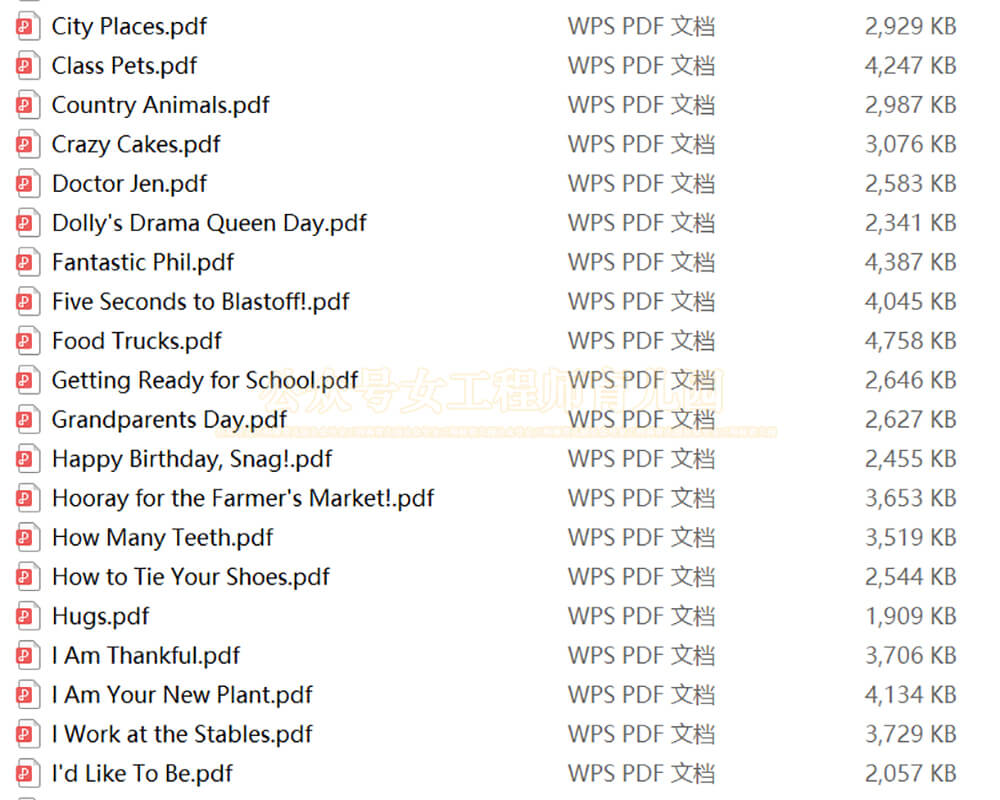 City Places.pdf WPS PDF 文档 2,929 KB
Class Pets.pdf WPS PDF 文档 4,247 KB
Country Animals.pdf WPS PDF 文档 2,987 KB
Crazy Cakes.pdf WPS PDF 文档 3,076 KB
Doctor Jen.pdf WPS PDF 文档 2,583 KB
Dolly's Drama Queen Day.pdf WPS PDF 文档 2,341 KB
Fantastic Phil.pdf WPS PDF 文档 4,387 KB
Five Seconds to Blastoff!.pdf WPS PDF 文档 4,045 KB
Food Trucks.pdf WPS PDF 文档 4,758 KB
Getting Ready for School.pdf WPS PDF 文档 2,646 KB
公众号女工程师育儿园
Grandparents Day.pdf WPS PDF 文档 2,627 KB
Happy Birthday, Snag!.pdf WPS PDF 文档 2,455 KB
Hooray for the Farmer's Market!.pdf WPS PDF 文档 3,653 KB
How Many Teeth.pdf WPS PDF 文档 3,519 KB
How to Tie Your Shoes.pdf WPS PDF 文档 2,544 KB
Hugs.pdf WPS PDF 文档 1,909 KB
I Am Thankful.pdf WPS PDF 文档 3,706 KB
I Am Your New Plant.pdf WPS PDF 文档 4,134 KB
I Work at the Stables.pdf WPS PDF 文档 3,729 KB
I'd Like To Be.pdf WPS PDF 文档 2,057 KB